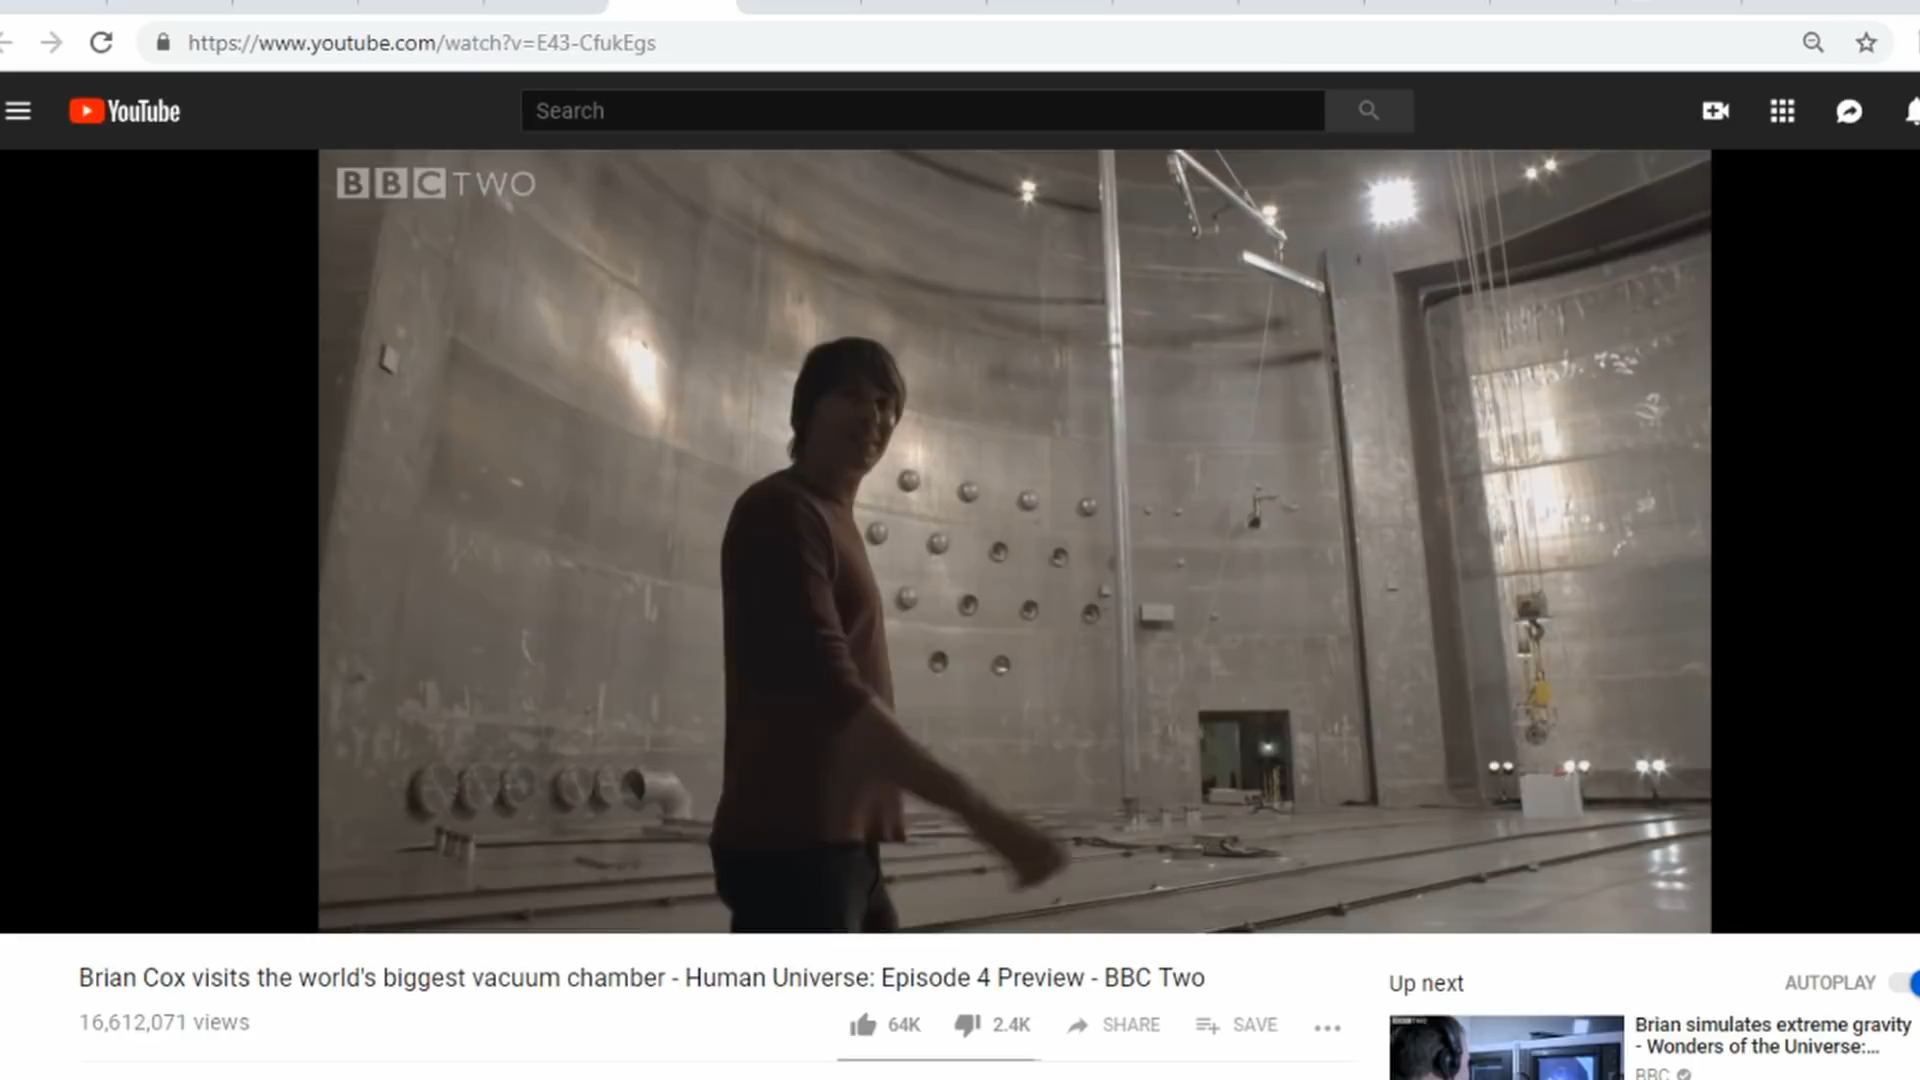 https://www.youtube.com/watch?v=E43-CfukEgs
YouTube
Search
BBC TWO
Brian Cox visits the world's biggest vacuum chamber - Human Universe: Episode 4 Preview - BBC Two
16,612,071 views
64K
2.4K
SHARE
SAVE
Up next
AUTOPLAY
Brian simulates extreme gravity
- Wonders of the Universe:...
BBC